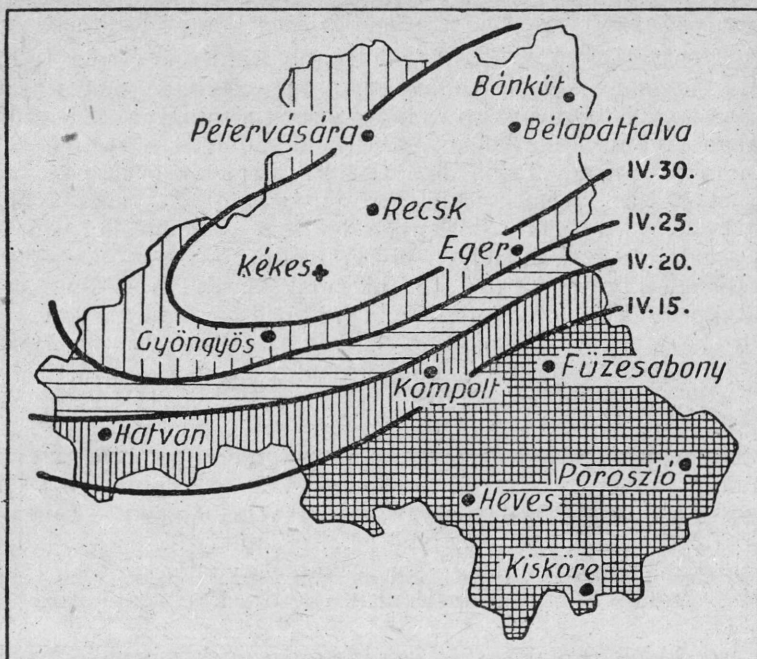 Bánkút
Pétervására
Bélapátfalva
IV.30.
Recsk
IV.25.
Eger
Kékes
IV.20.
IV.15.
Gyöngyös
Füzesabony
Kompolt
Hatvan
Poroszló
Heves
Kisköre